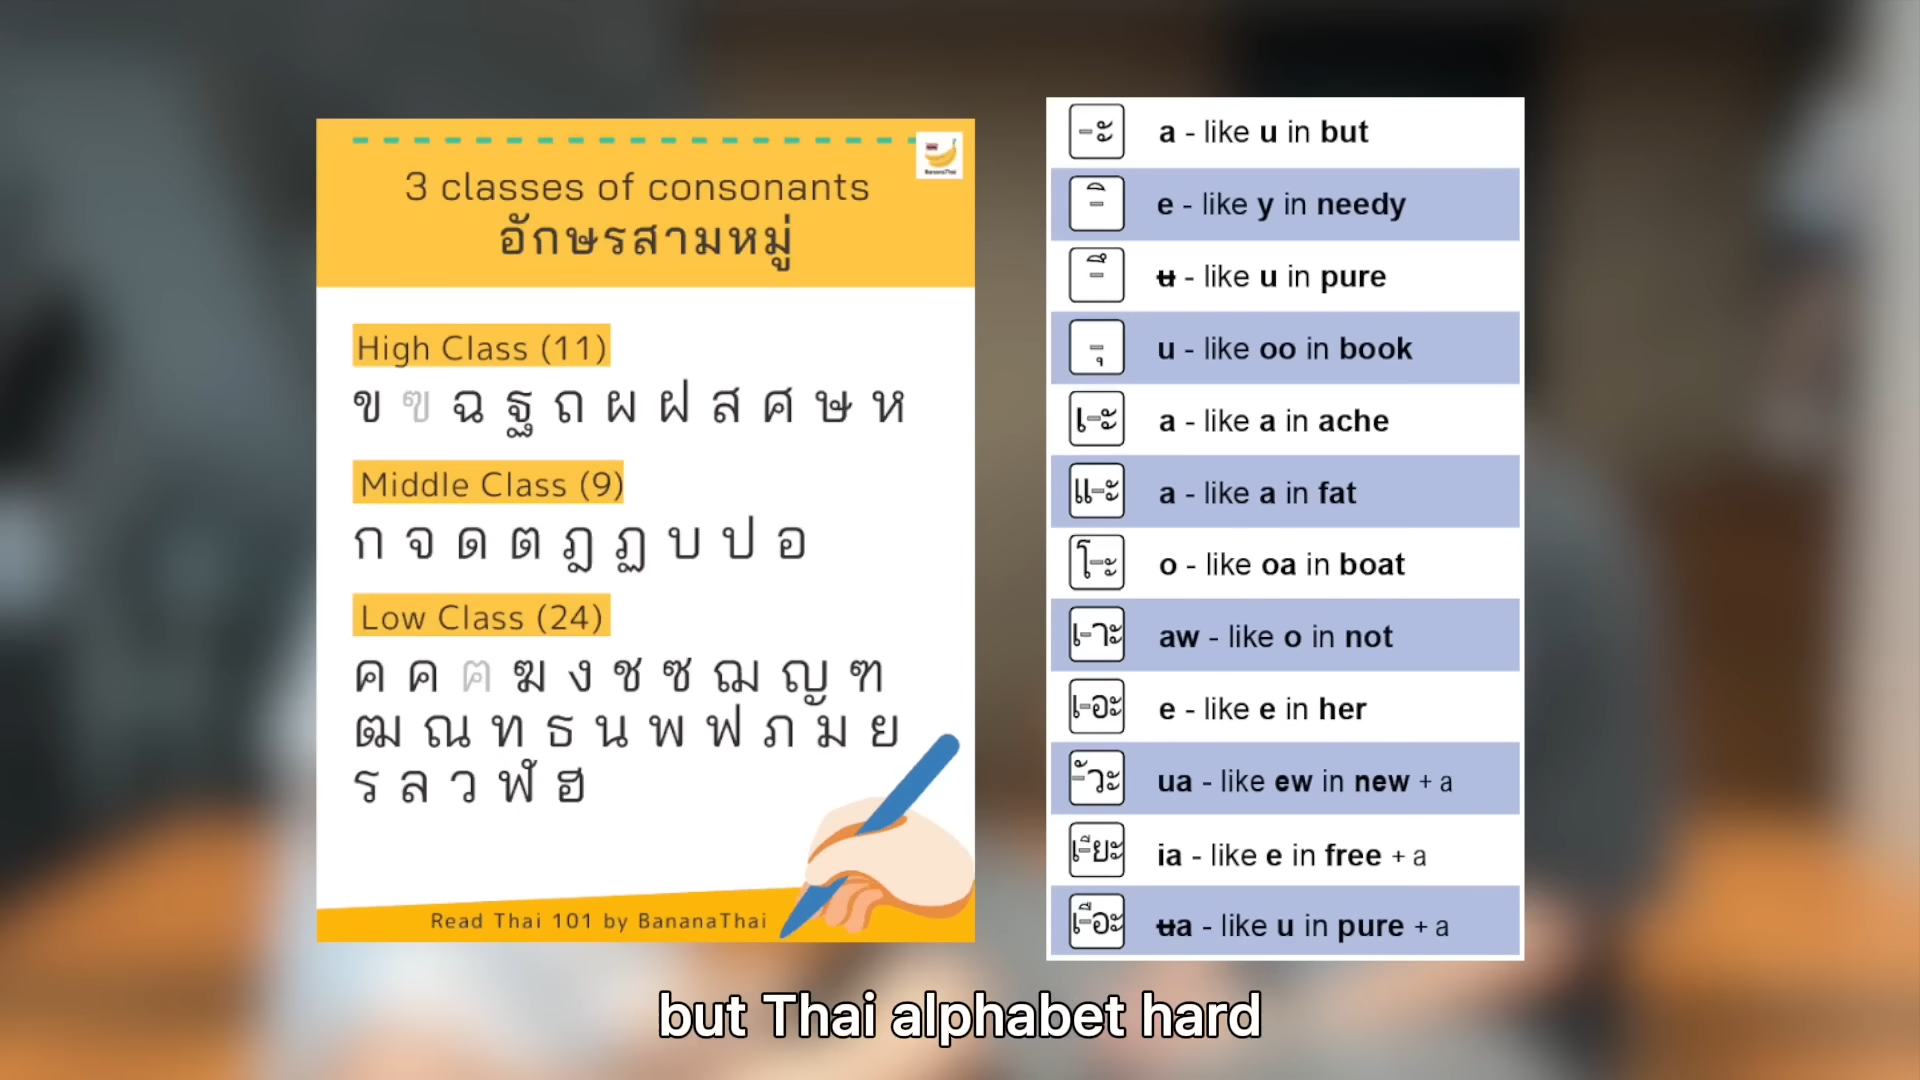 3 classes of consonants
อักษรสามหมู่
High Class (11)
ข ฃ ฉ ฐ ถ ผ ฝ ส ศ ษ ห
Middle Class (9)
ก จ ด ต ฎ ฏ บ ป อ
Low Class (24)
ค ค ฅ ฆ ง ช ซ ฌ ญ ฑ
ฒ ณ ท ธ น พ ฟ ภ ม ย
ร ล ว ฬ ฮ
Read Thai 101 by BananaThai
-ะ a - like u in but
-ิ e - like y in needy
-ึ ʉ - like u in pure
-ุ u - like oo in book
เ-ะ a - like a in ache
แ-ะ a - like a in fat
โ-ะ o - like oa in boat
เ-าะ aw - like o in not
เ-อะ e - like e in her
-ัวะ ua - like ew in new + a
เ-ียะ ia - like e in free + a
เ-ือะ ʉa - like u in pure + a
but Thai alphabet hard